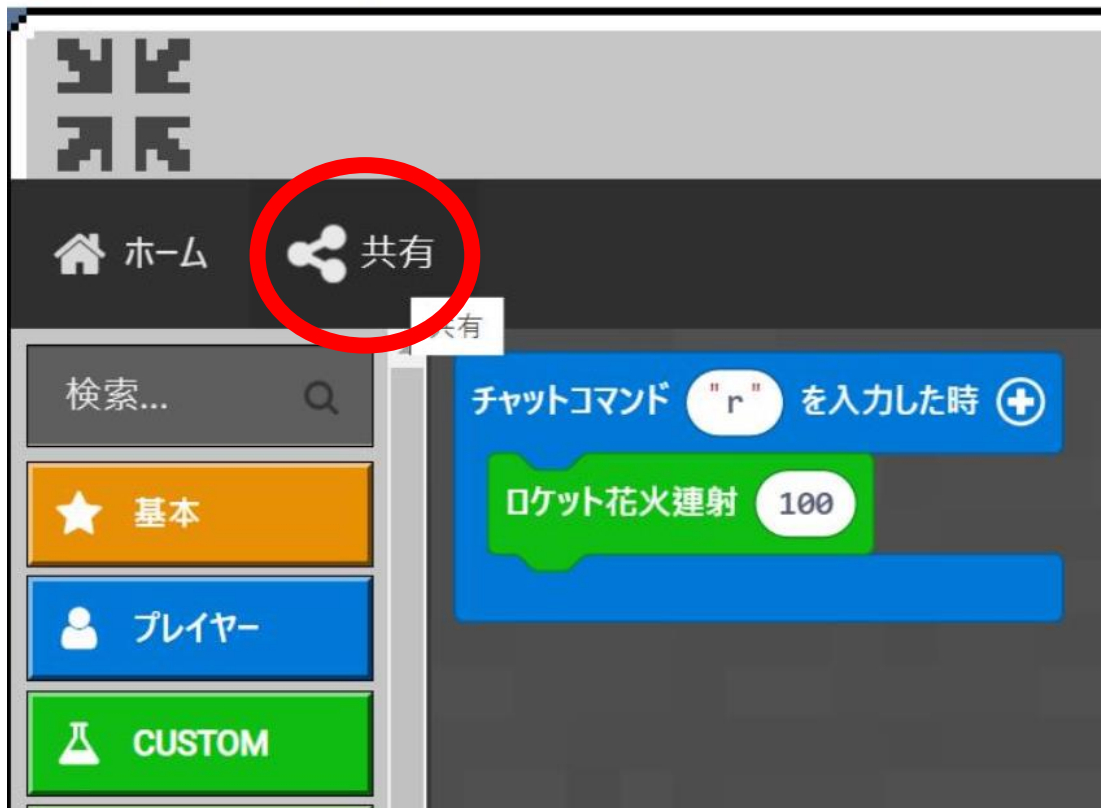 ホーム
共有
共有
検索...
チャットコマンド "r" を入力した時
基本
ロケット花火連射 100
プレイヤー
CUSTOM